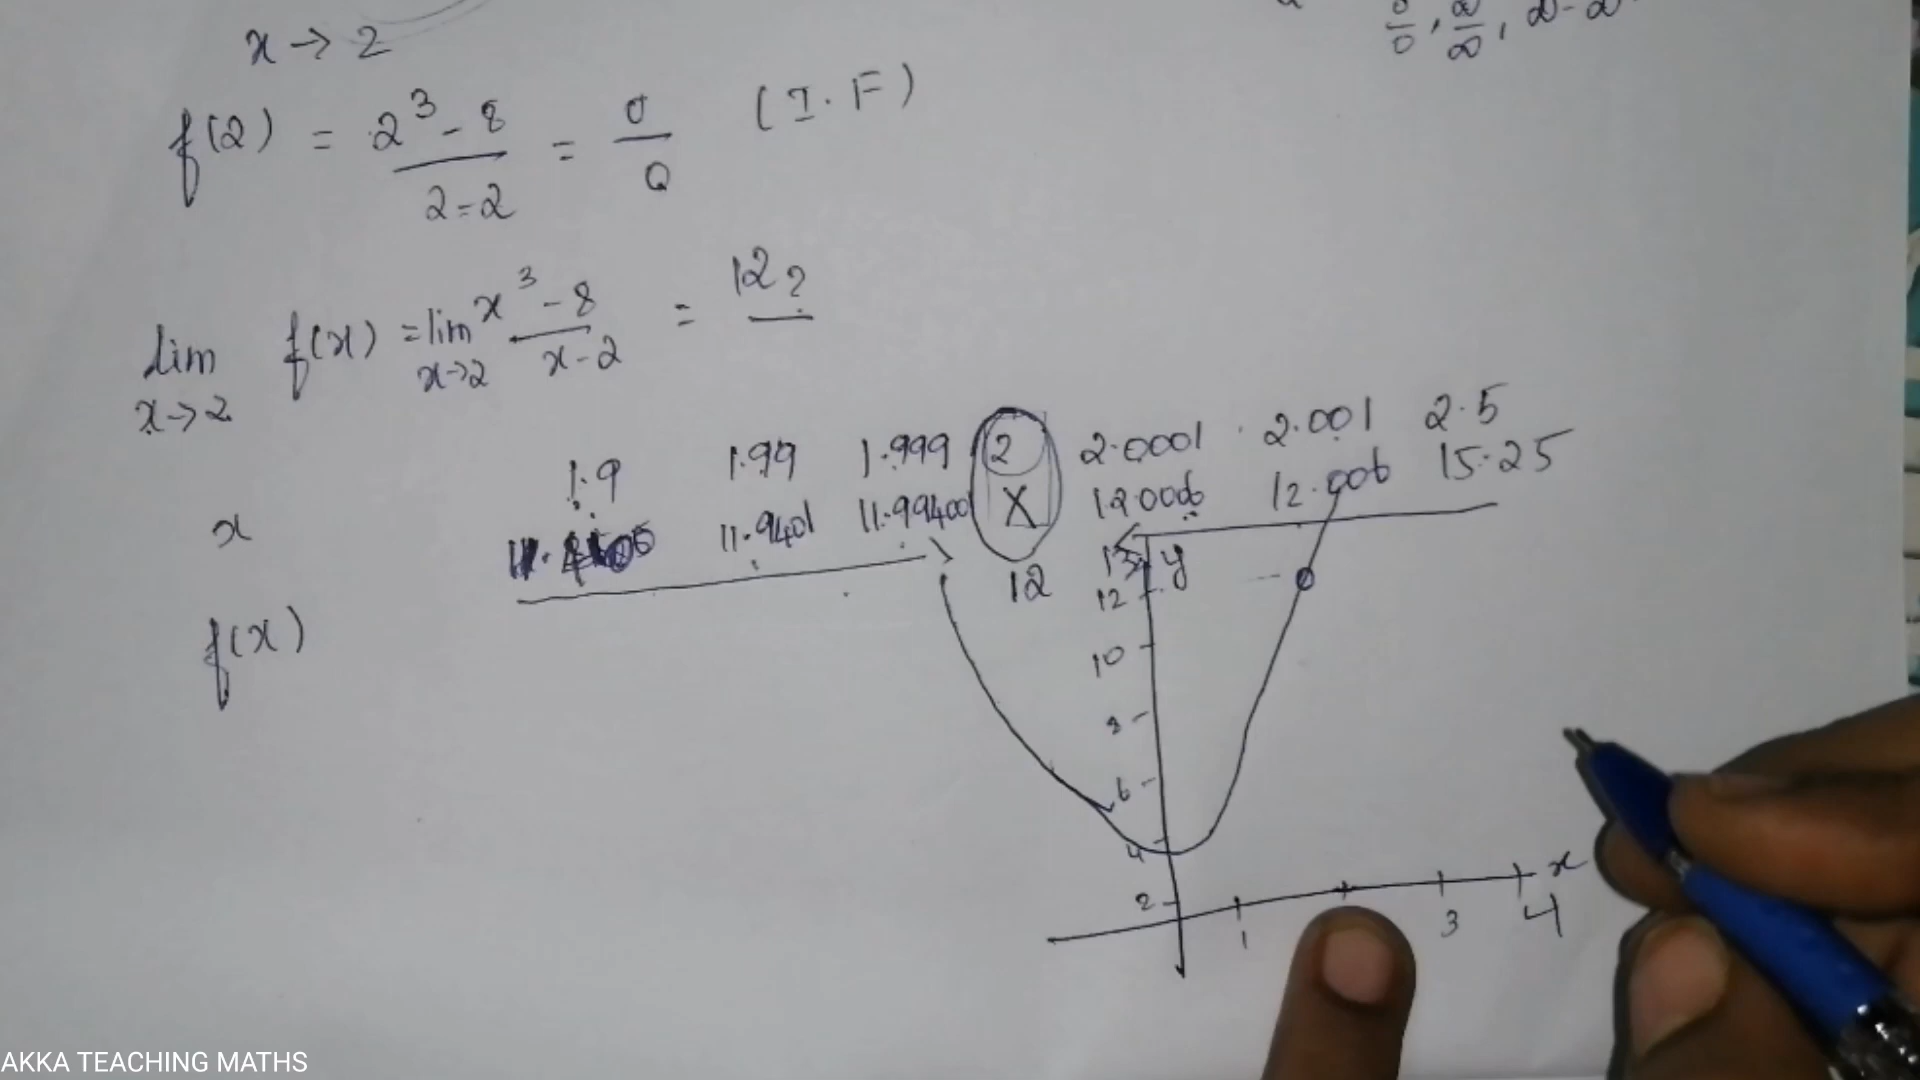 x → 2
0/0, ∞/∞, ∞-∞
f(2) = 2³ - 8 / 2-2 = 0/0 (I.F)
lim x→2 f(x) = lim x→2 x³ - 8 / x - 2 = 12?
x 1.9 1.99 1.999 2 2.0001 2.001 2.5
f(x) 11.9401 11.99400 X 12.0006 12.006 15.25
12
13 y
12
10
8
6
4
2
1 3 4 x
AKKA TEACHING MATHS